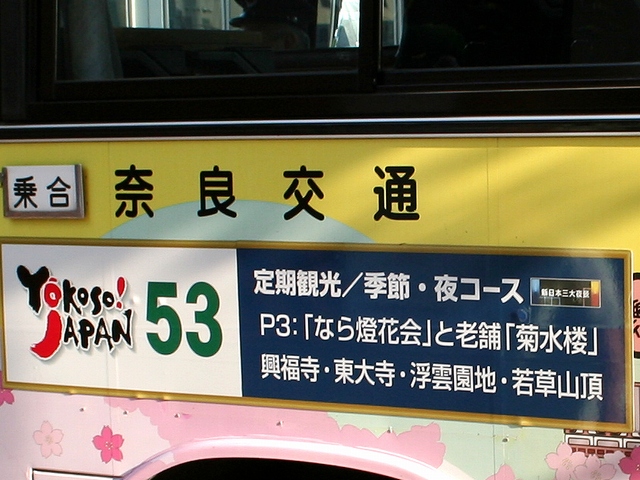 乗合
奈良交通
Yōkoso!
JAPAN
53
定期観光／季節・夜コース
新日本三大夜景
P3:「なら燈花会」と老舗「菊水楼」
興福寺・東大寺・浮雲園地・若草山頂